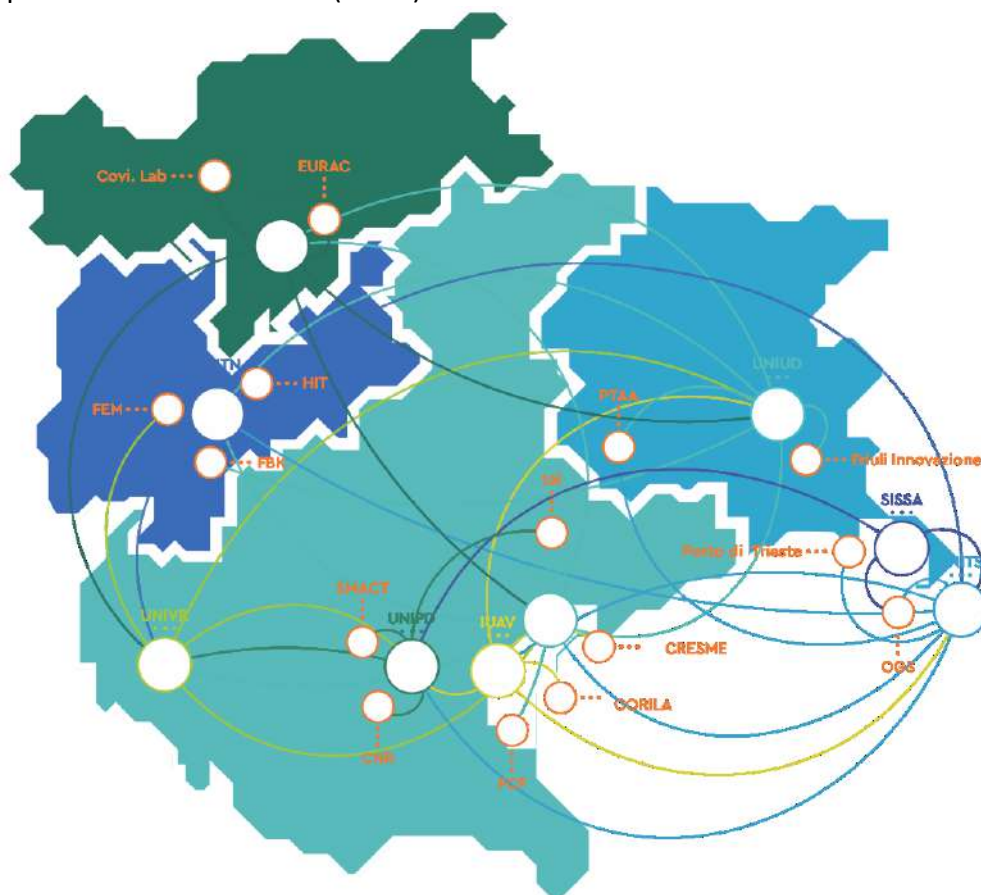 EURAC
Covi. Lab
HIT
FEM
FBK
UNIUD
PTAA
Friuli Innovazione
SISSA
Porto di Trieste
SMACT
UNIVR
UNIPD
IUAV
CRESME
OGS
CORILA
CNR